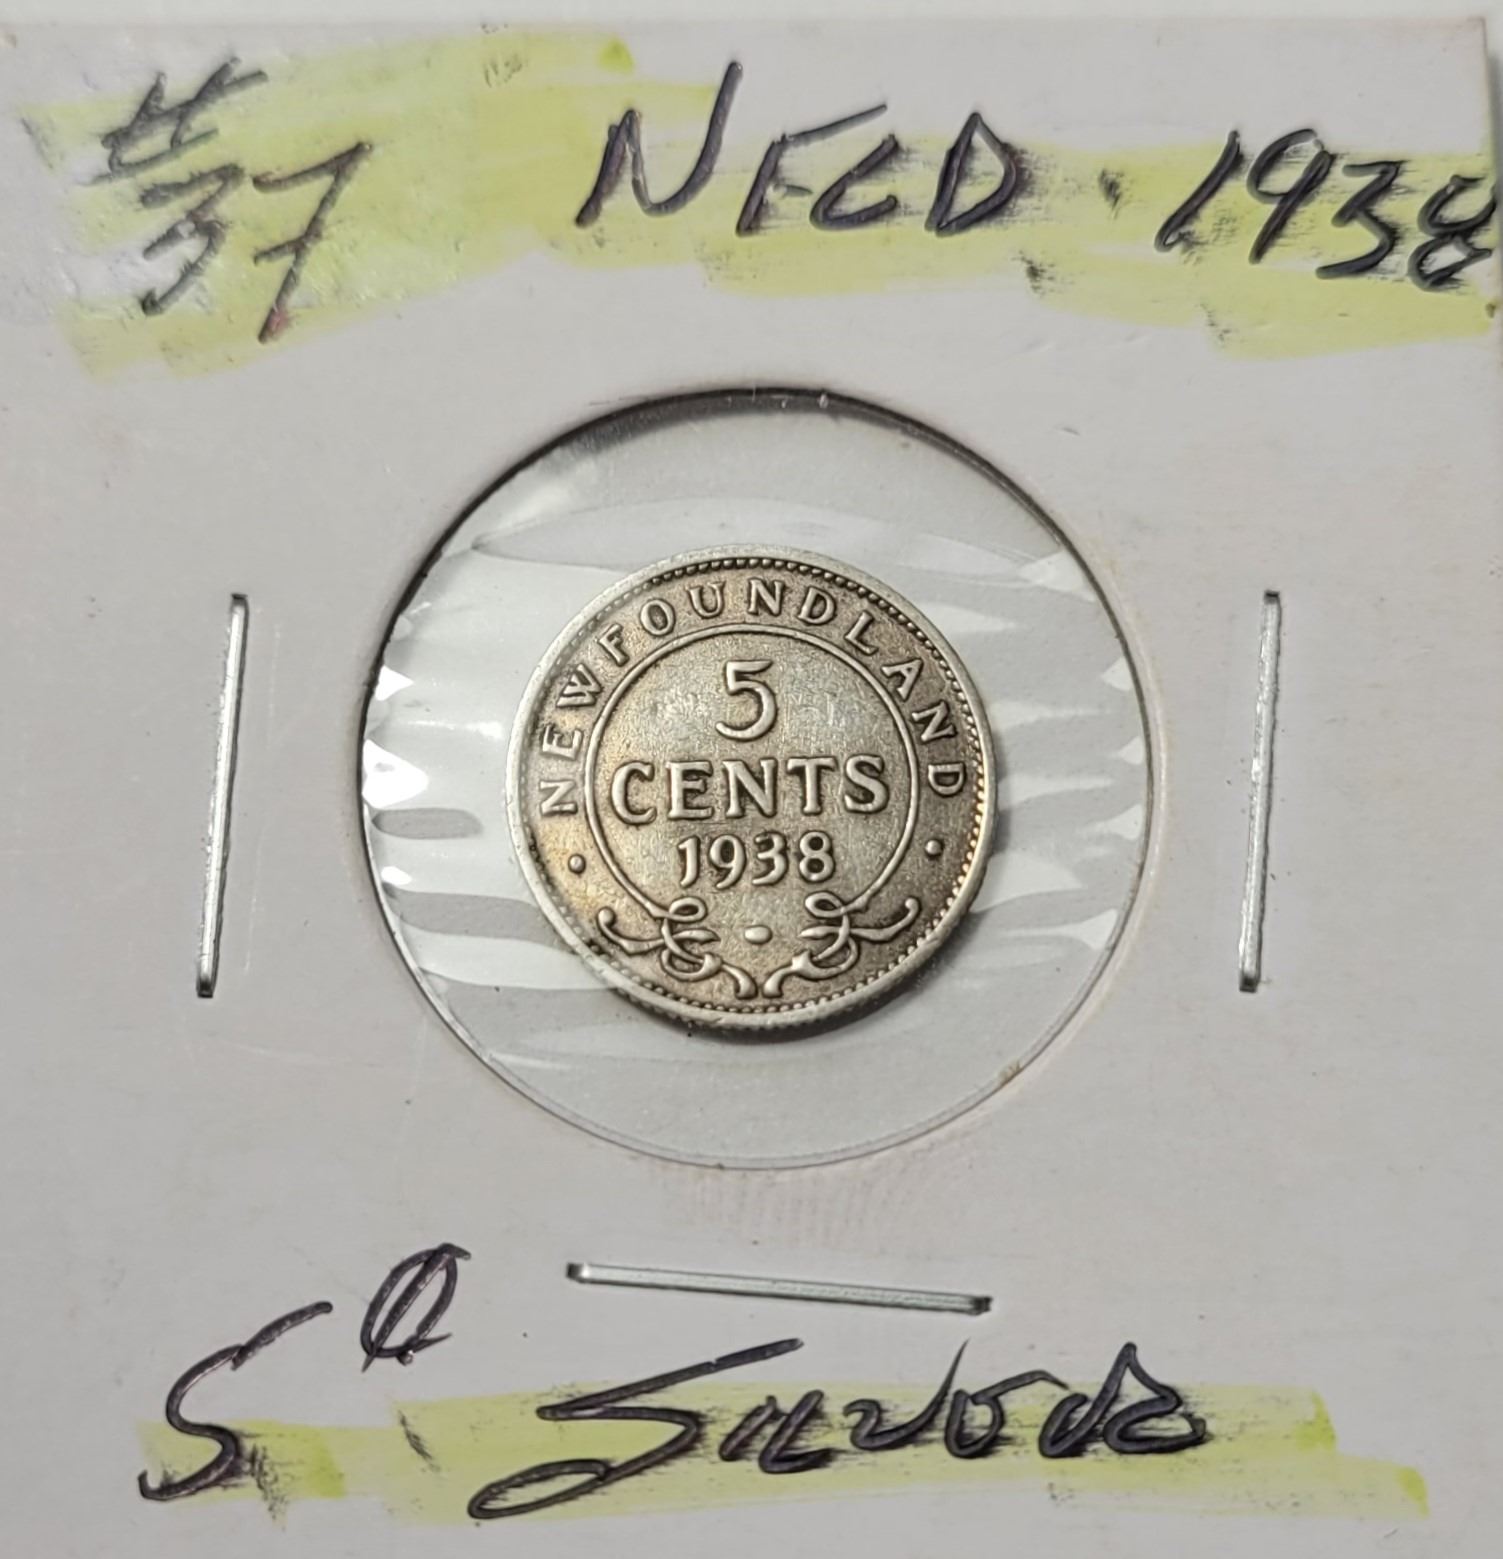 #37 NFLD · 1938
NEWFOUNDLAND
5
CENTS
1938
5¢ SILVER